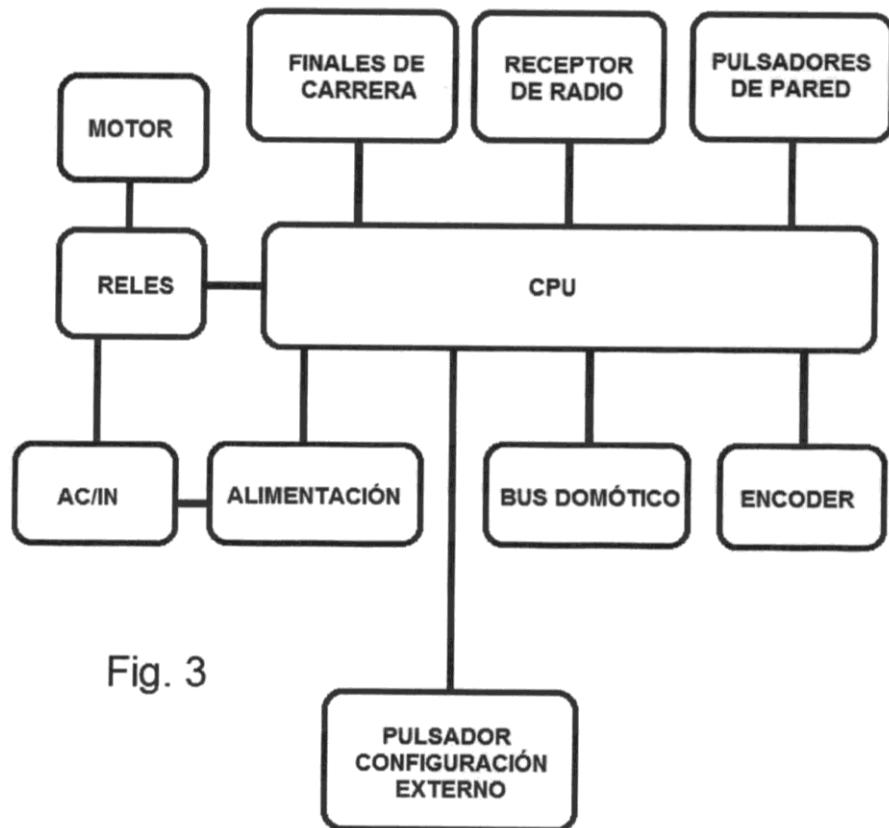 FINALES DE
CARRERA
RECEPTOR
DE RADIO
PULSADORES
DE PARED
MOTOR
RELES
CPU
AC/IN
ALIMENTACIÓN
BUS DOMÓTICO
ENCODER
Fig. 3
PULSADOR
CONFIGURACIÓN
EXTERNO